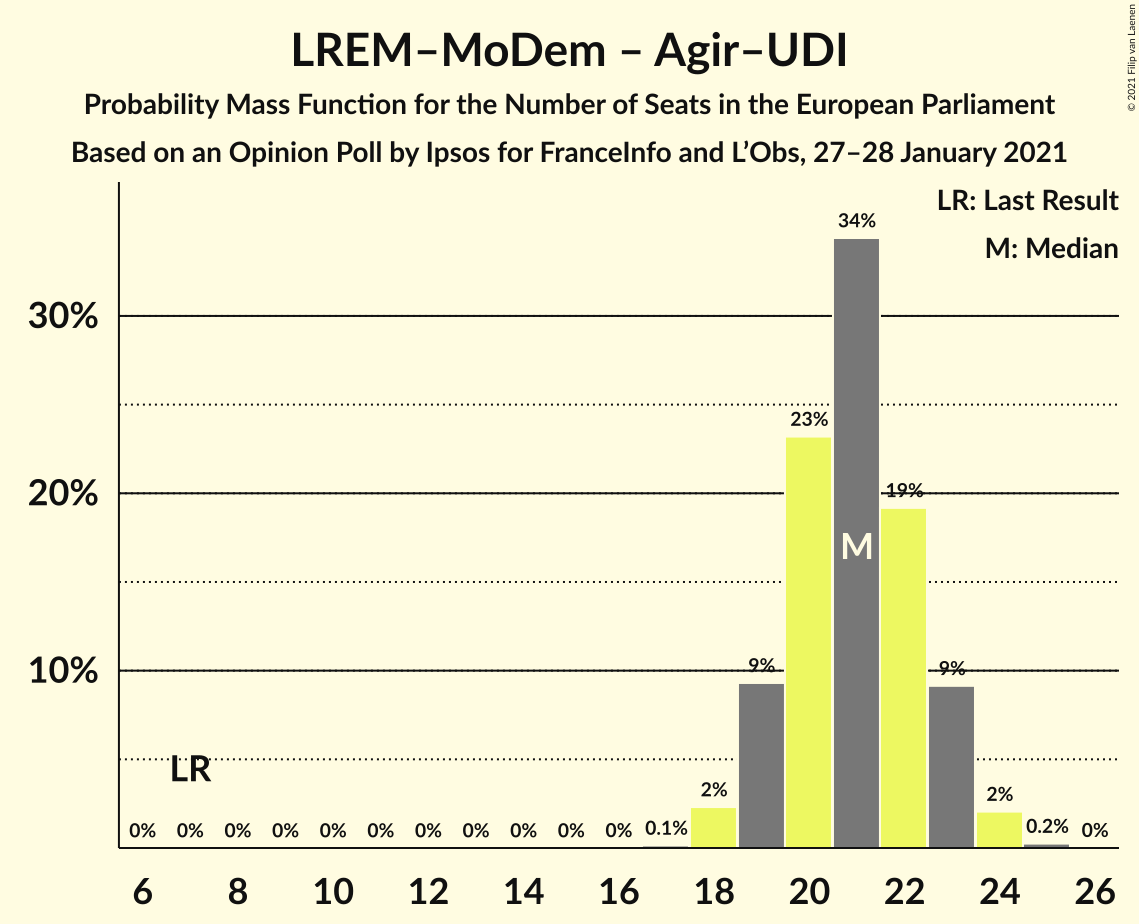 LREM–MoDem – Agir–UDI
Probability Mass Function for the Number of Seats in the European Parliament
Based on an Opinion Poll by Ipsos for FranceInfo and L’Obs, 27–28 January 2021
© 2021 Filip van Laenen
LR: Last Result
M: Median
34%
30%
23%
20%
19%
M
10%
9%
9%
LR
2%
2%
0% 0% 0% 0% 0% 0% 0% 0% 0% 0% 0% 0.1% 0.2% 0%
6 8 10 12 14 16 18 20 22 24 26